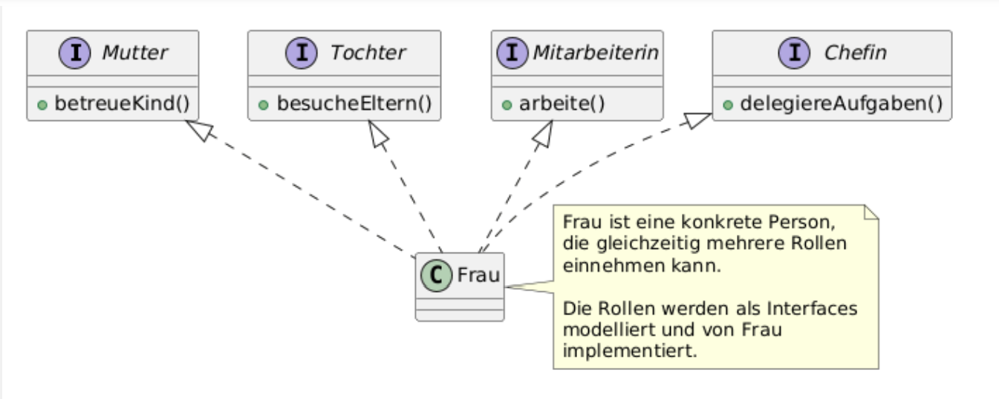 I Mutter
betreueKind()
I Tochter
besucheEltern()
I Mitarbeiterin
arbeite()
I Chefin
delegiereAufgaben()
C Frau
Frau ist eine konkrete Person,
die gleichzeitig mehrere Rollen
einnehmen kann.
Die Rollen werden als Interfaces
modelliert und von Frau
implementiert.